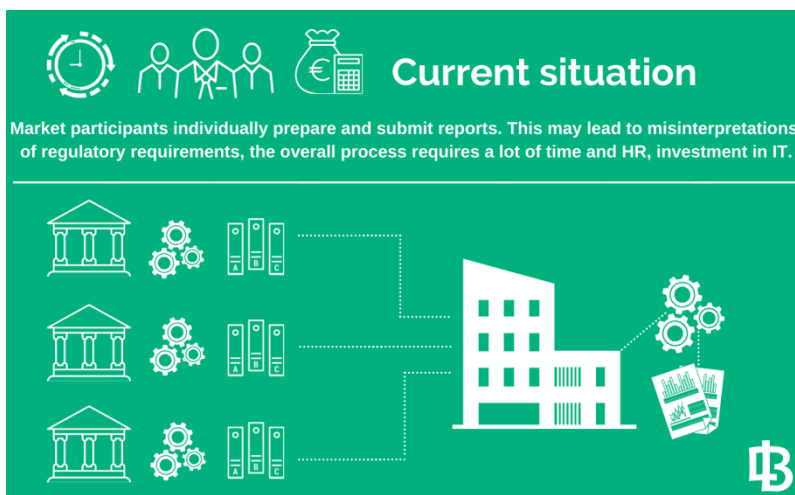 Current situation
Market participants individually prepare and submit reports. This may lead to misinterpretations
of regulatory requirements, the overall process requires a lot of time and HR, investment in IT.
€
A B C
A B C
A B C